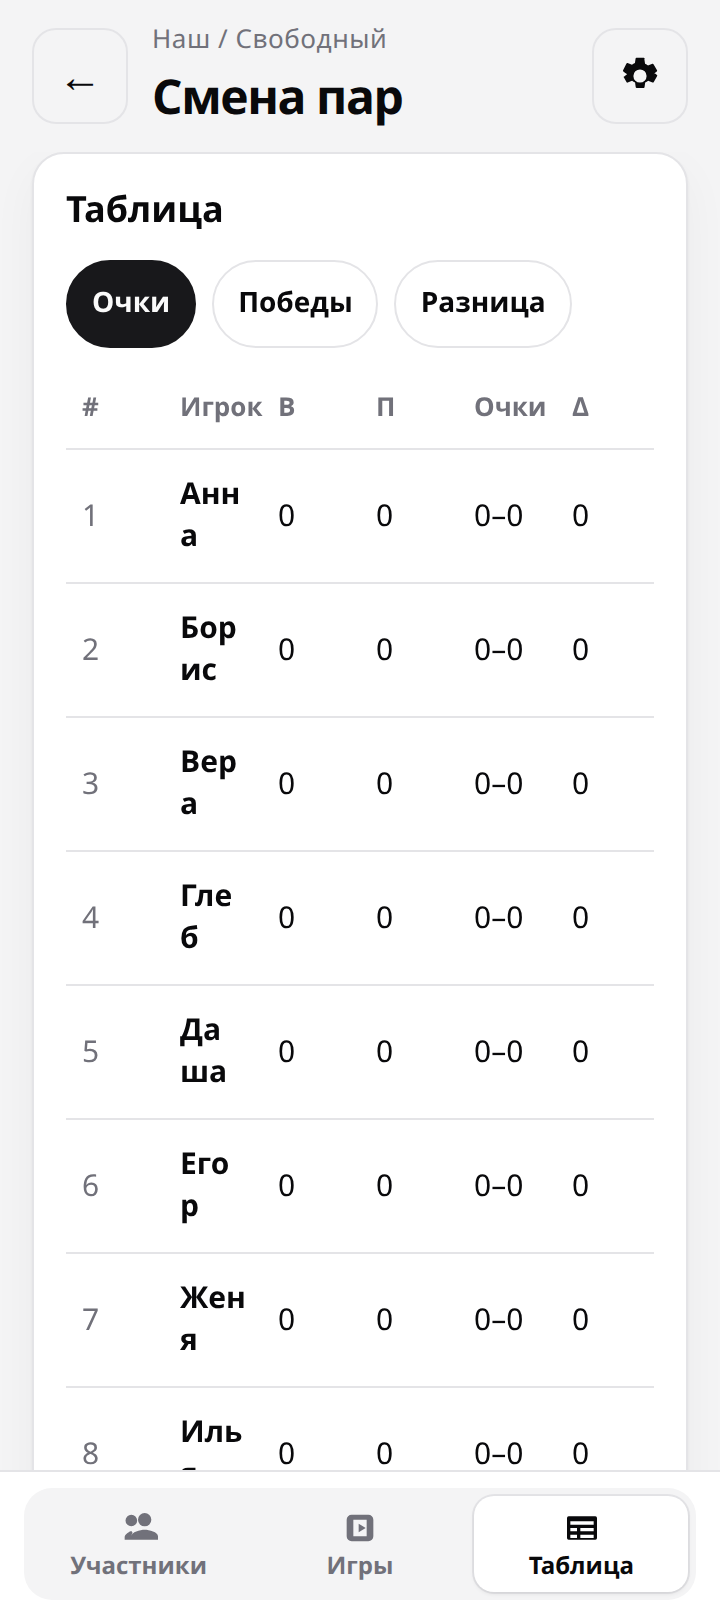 Наш / Свободный
←
Смена пар
Таблица
Очки Победы Разница
# Игрок В П Очки Δ
1 Анн
а 0 0 0–0 0
2 Бор
ис 0 0 0–0 0
3 Вер
а 0 0 0–0 0
4 Гле
б 0 0 0–0 0
5 Да
ша 0 0 0–0 0
6 Его
р 0 0 0–0 0
7 Жен
я 0 0 0–0 0
8 Иль
0 0 0–0 0
Участники Игры Таблица